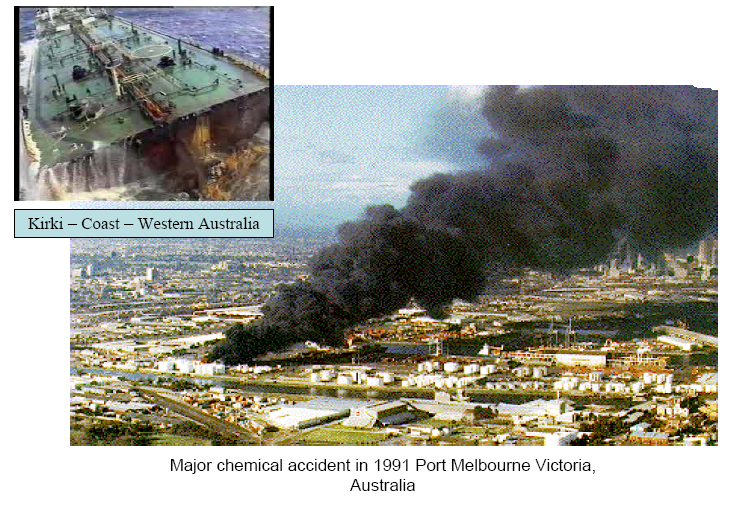 Kirki – Coast – Western Australia
Major chemical accident in 1991 Port Melbourne Victoria,
Australia